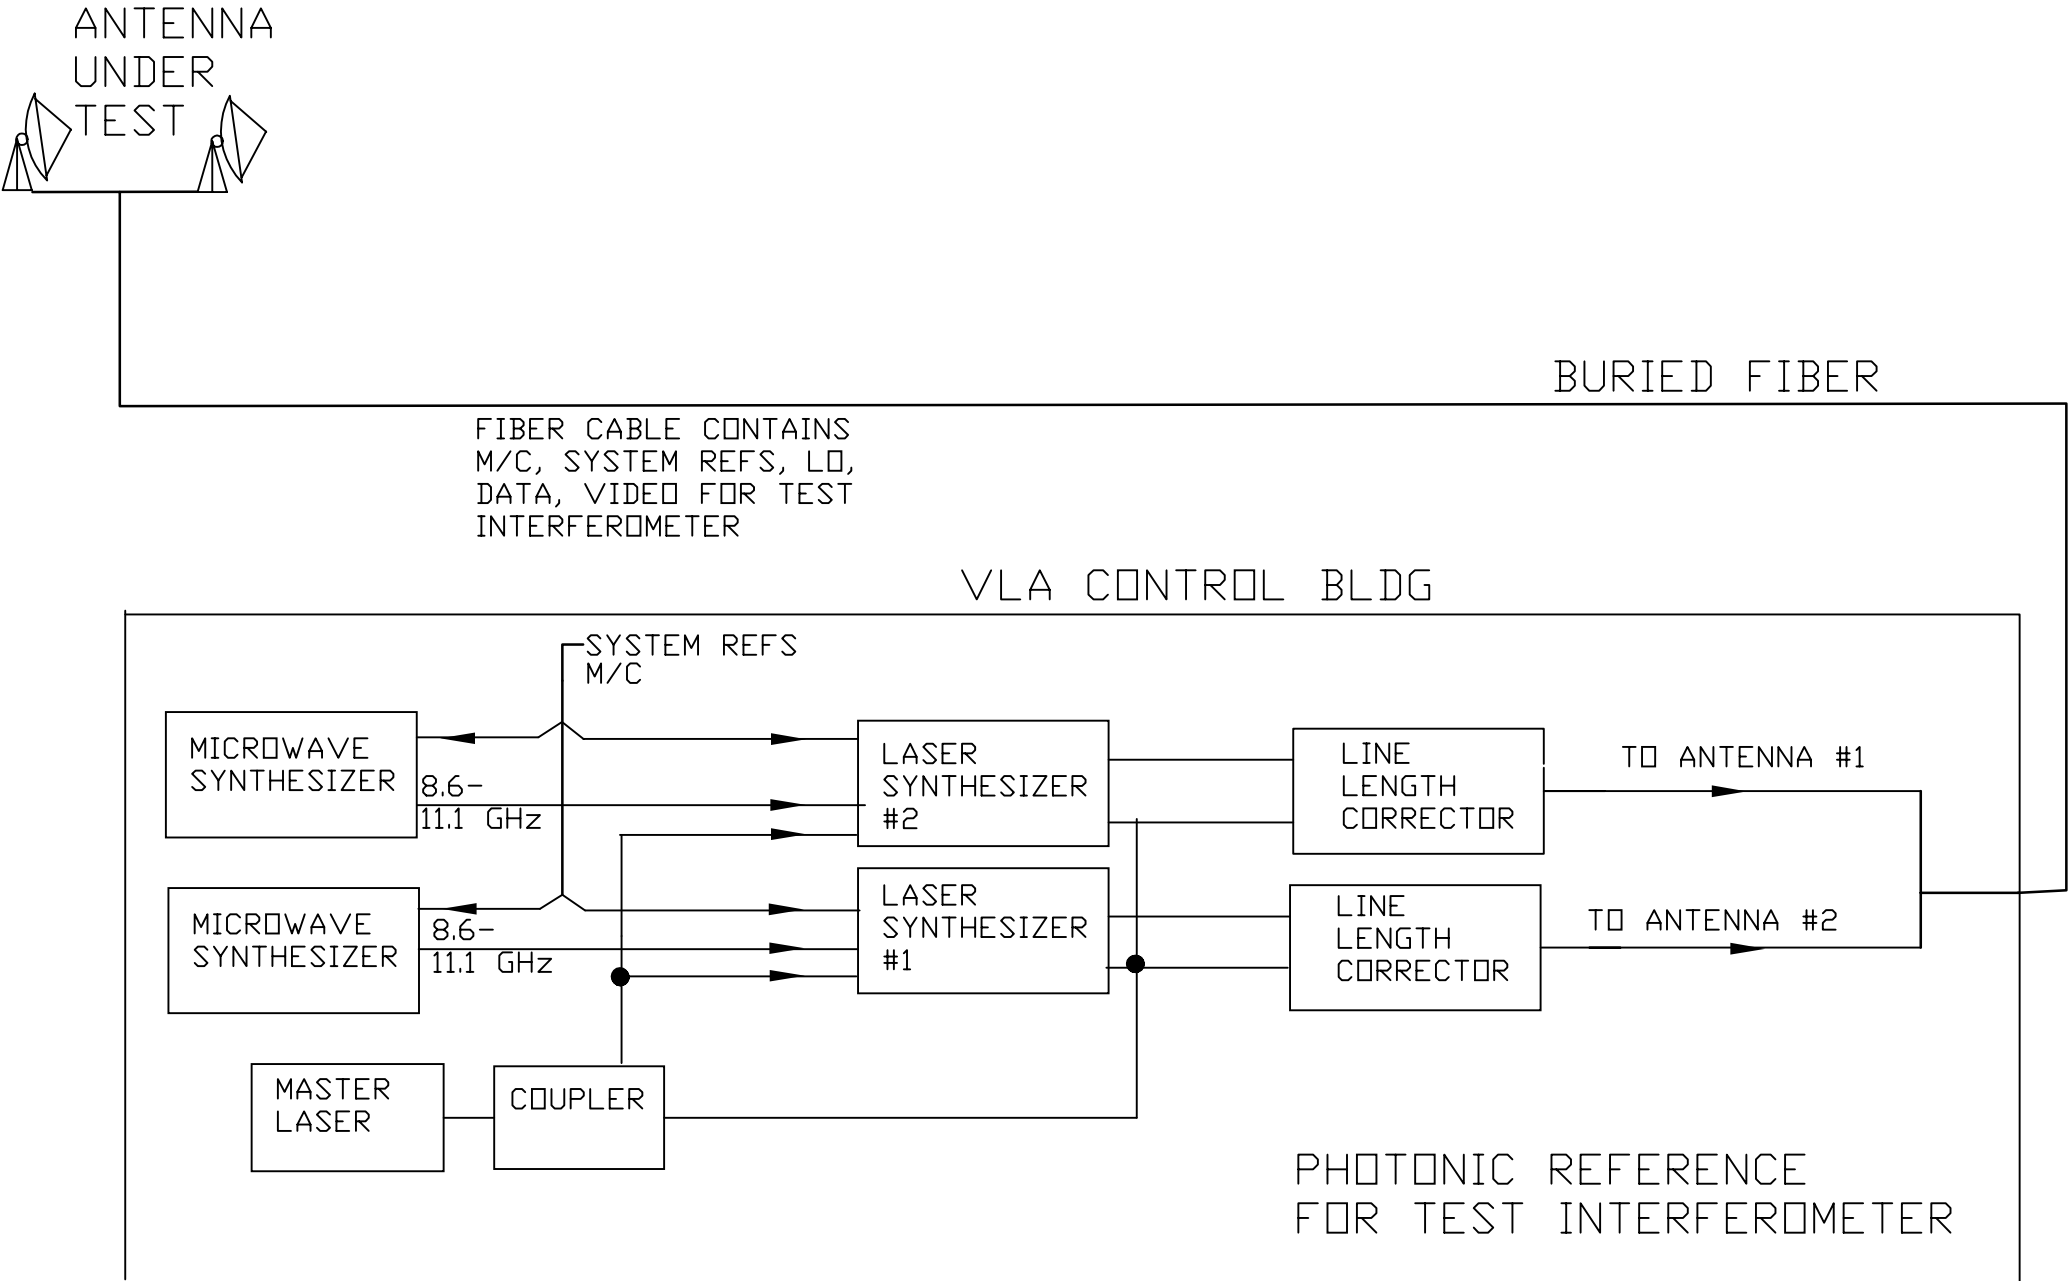 ANTENNA
UNDER
TEST
BURIED FIBER
FIBER CABLE CONTAINS
M/C, SYSTEM REFS, LO,
DATA, VIDEO FOR TEST
INTERFEROMETER
VLA CONTROL BLDG
SYSTEM REFS
M/C
MICROWAVE
SYNTHESIZER
8.6-
11.1 GHz
LASER
SYNTHESIZER
#2
LINE
LENGTH
CORRECTOR
TO ANTENNA #1
MICROWAVE
SYNTHESIZER
8.6-
11.1 GHz
LASER
SYNTHESIZER
#1
LINE
LENGTH
CORRECTOR
TO ANTENNA #2
MASTER
LASER
COUPLER
PHOTONIC REFERENCE
FOR TEST INTERFEROMETER